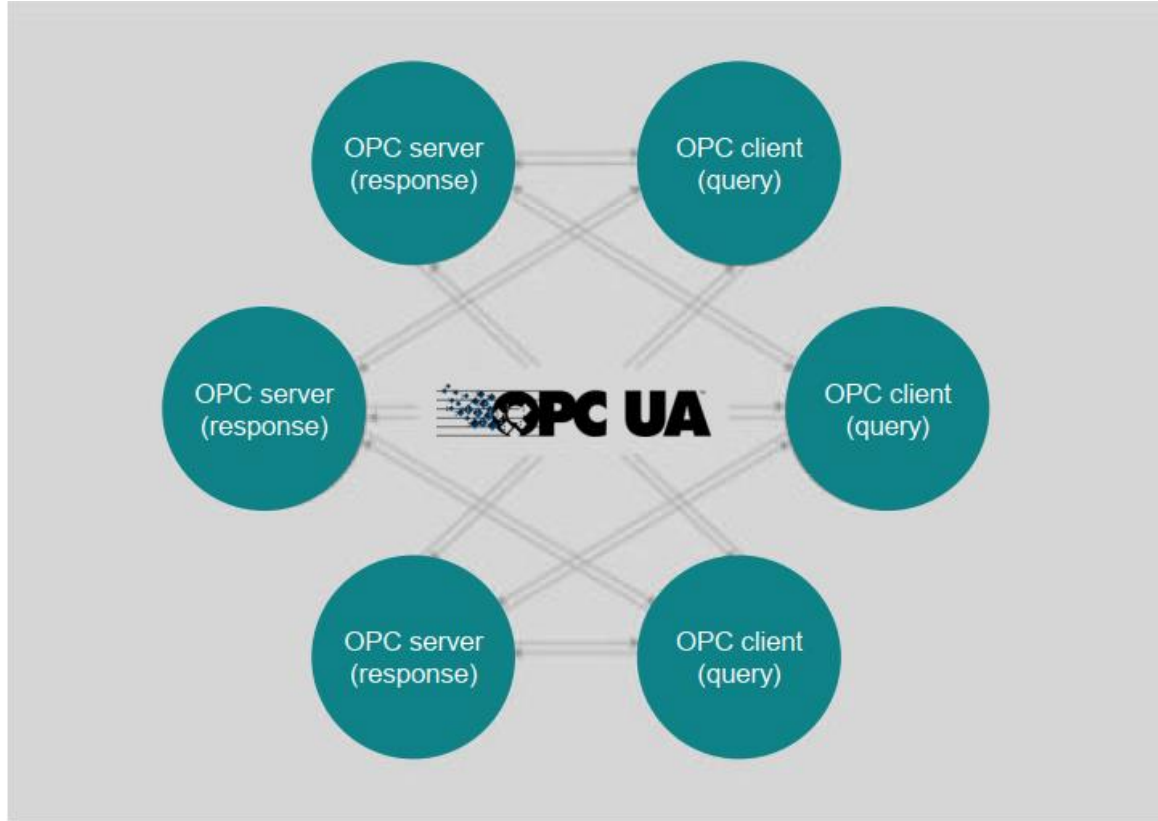 OPC server
(response)
OPC client
(query)
OPC server
(response)
OPC UA™
OPC client
(query)
OPC server
(response)
OPC client
(query)